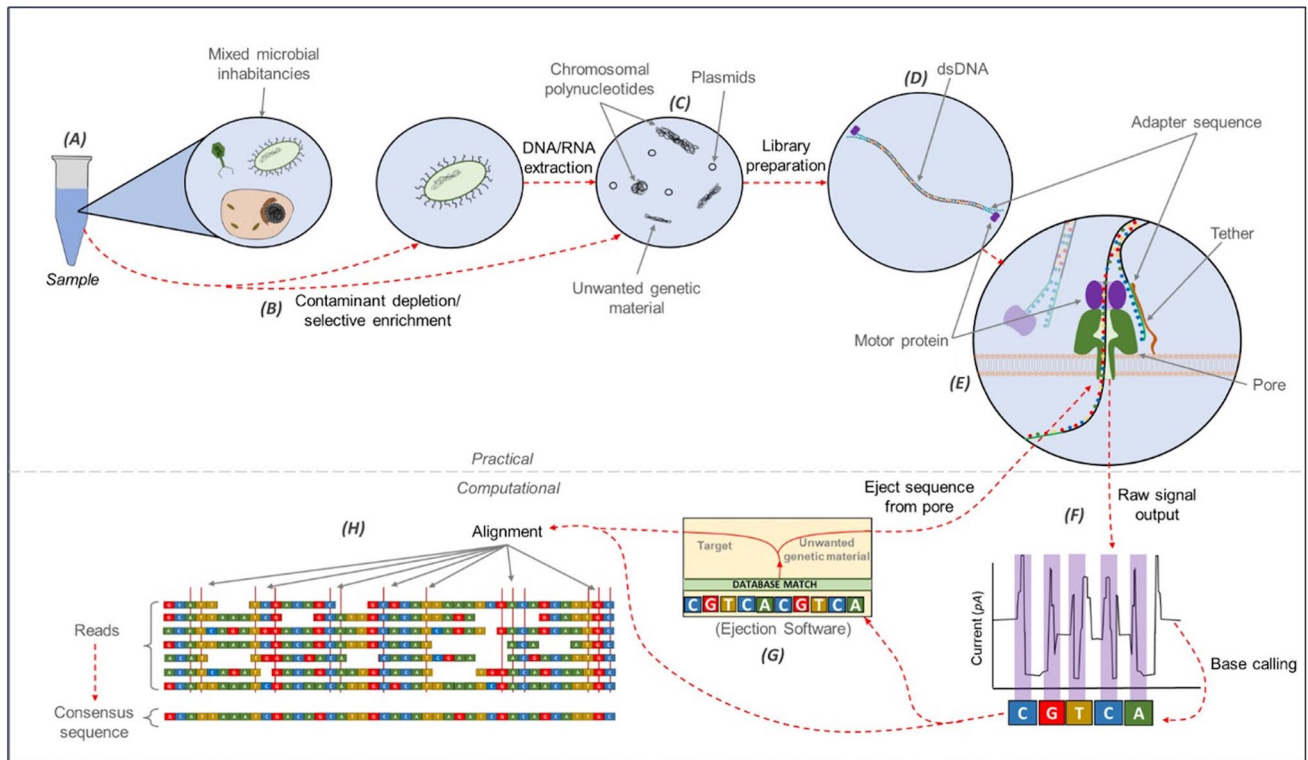 Mixed microbial
inhabitancies
(A)
Sample
(B)
Contaminant depletion/
selective enrichment
DNA/RNA
extraction
Chromosomal
polynucleotides
Plasmids
(C)
Unwanted genetic
material
Library
preparation
(D)
dsDNA
Adapter sequence
Tether
Motor protein
(E)
Pore
Practical
Computational
Eject sequence
from pore
Raw signal
output
(F)
Current (pA)
Base calling
C G T C A
Target
Unwanted
genetic material
DATABASE MATCH
C G T C A C G T C A
(Ejection Software)
(G)
(H)
Alignment
Reads
Consensus
sequence